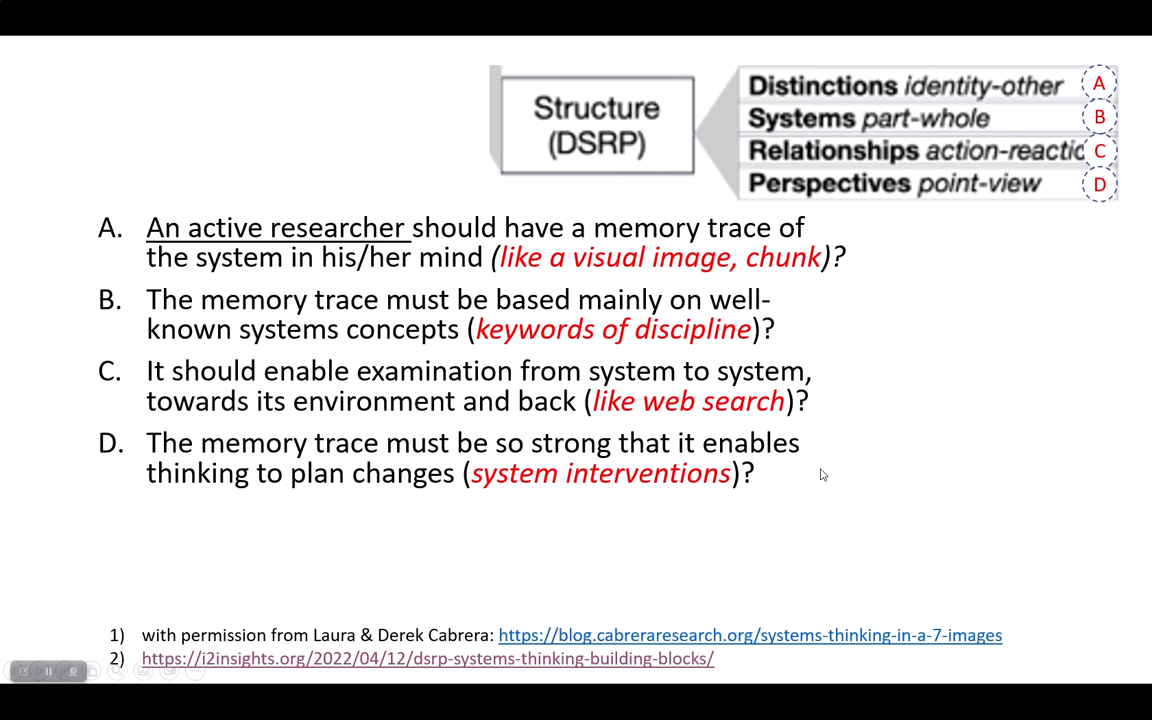 Structure
(DSRP)
Distinctions identity-other A
Systems part-whole B
Relationships action-reactic C
Perspectives point-view D
A. An active researcher should have a memory trace of
the system in his/her mind (like a visual image, chunk)?
B. The memory trace must be based mainly on well-
known systems concepts (keywords of discipline)?
C. It should enable examination from system to system,
towards its environment and back (like web search)?
D. The memory trace must be so strong that it enables
thinking to plan changes (system interventions)?
1) with permission from Laura & Derek Cabrera: https://blog.cabreraresearch.org/systems-thinking-in-a-7-images
2) https://i2insights.org/2022/04/12/dsrp-systems-thinking-building-blocks/